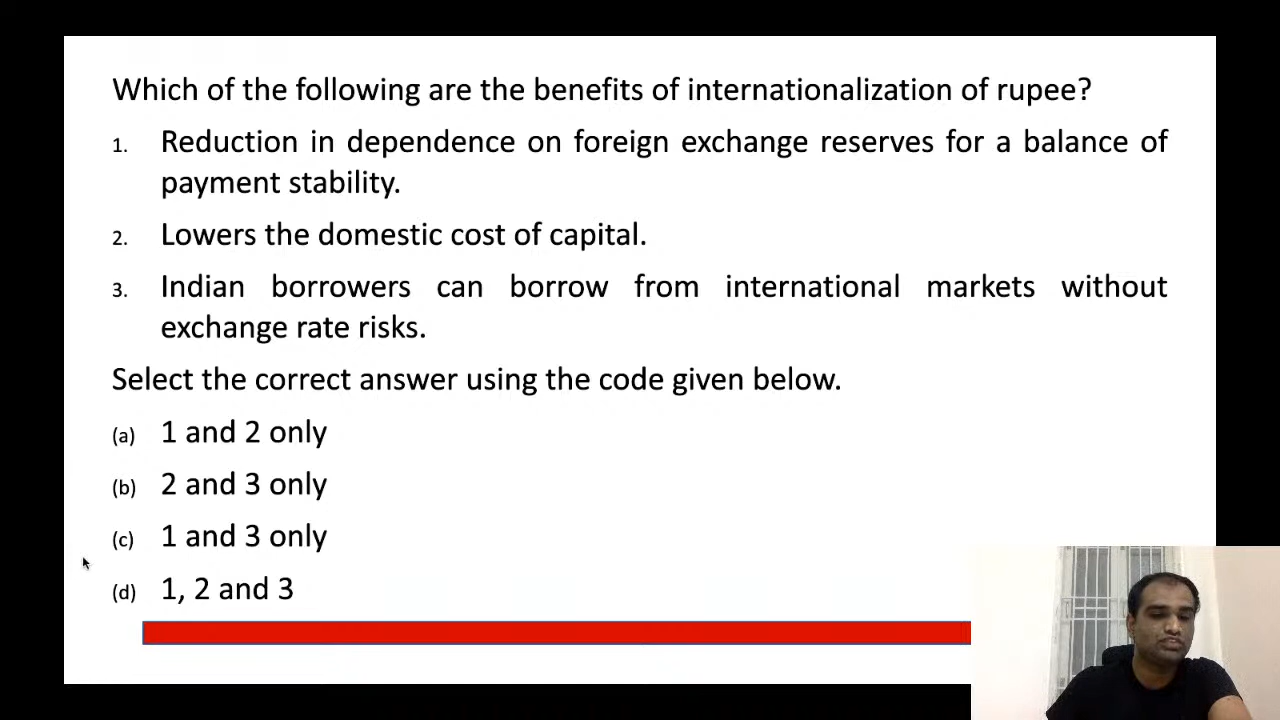 Which of the following are the benefits of internationalization of rupee?
1. Reduction in dependence on foreign exchange reserves for a balance of
payment stability.
2. Lowers the domestic cost of capital.
3. Indian borrowers can borrow from international markets without
exchange rate risks.
Select the correct answer using the code given below.
(a) 1 and 2 only
(b) 2 and 3 only
(c) 1 and 3 only
(d) 1, 2 and 3